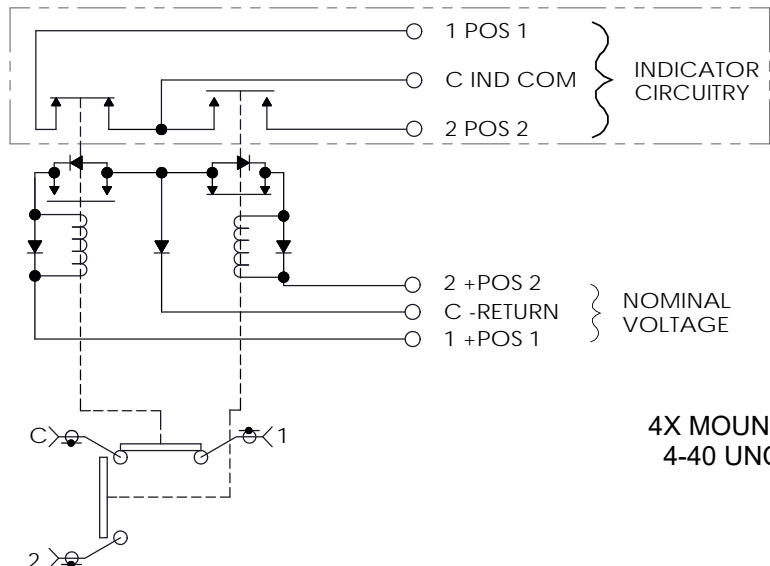 1 POS 1
C IND COM
2 POS 2
INDICATOR
CIRCUITRY
2 +POS 2
C -RETURN
1 +POS 1
NOMINAL
VOLTAGE
C
1
2
4X MOUN
4-40 UNC